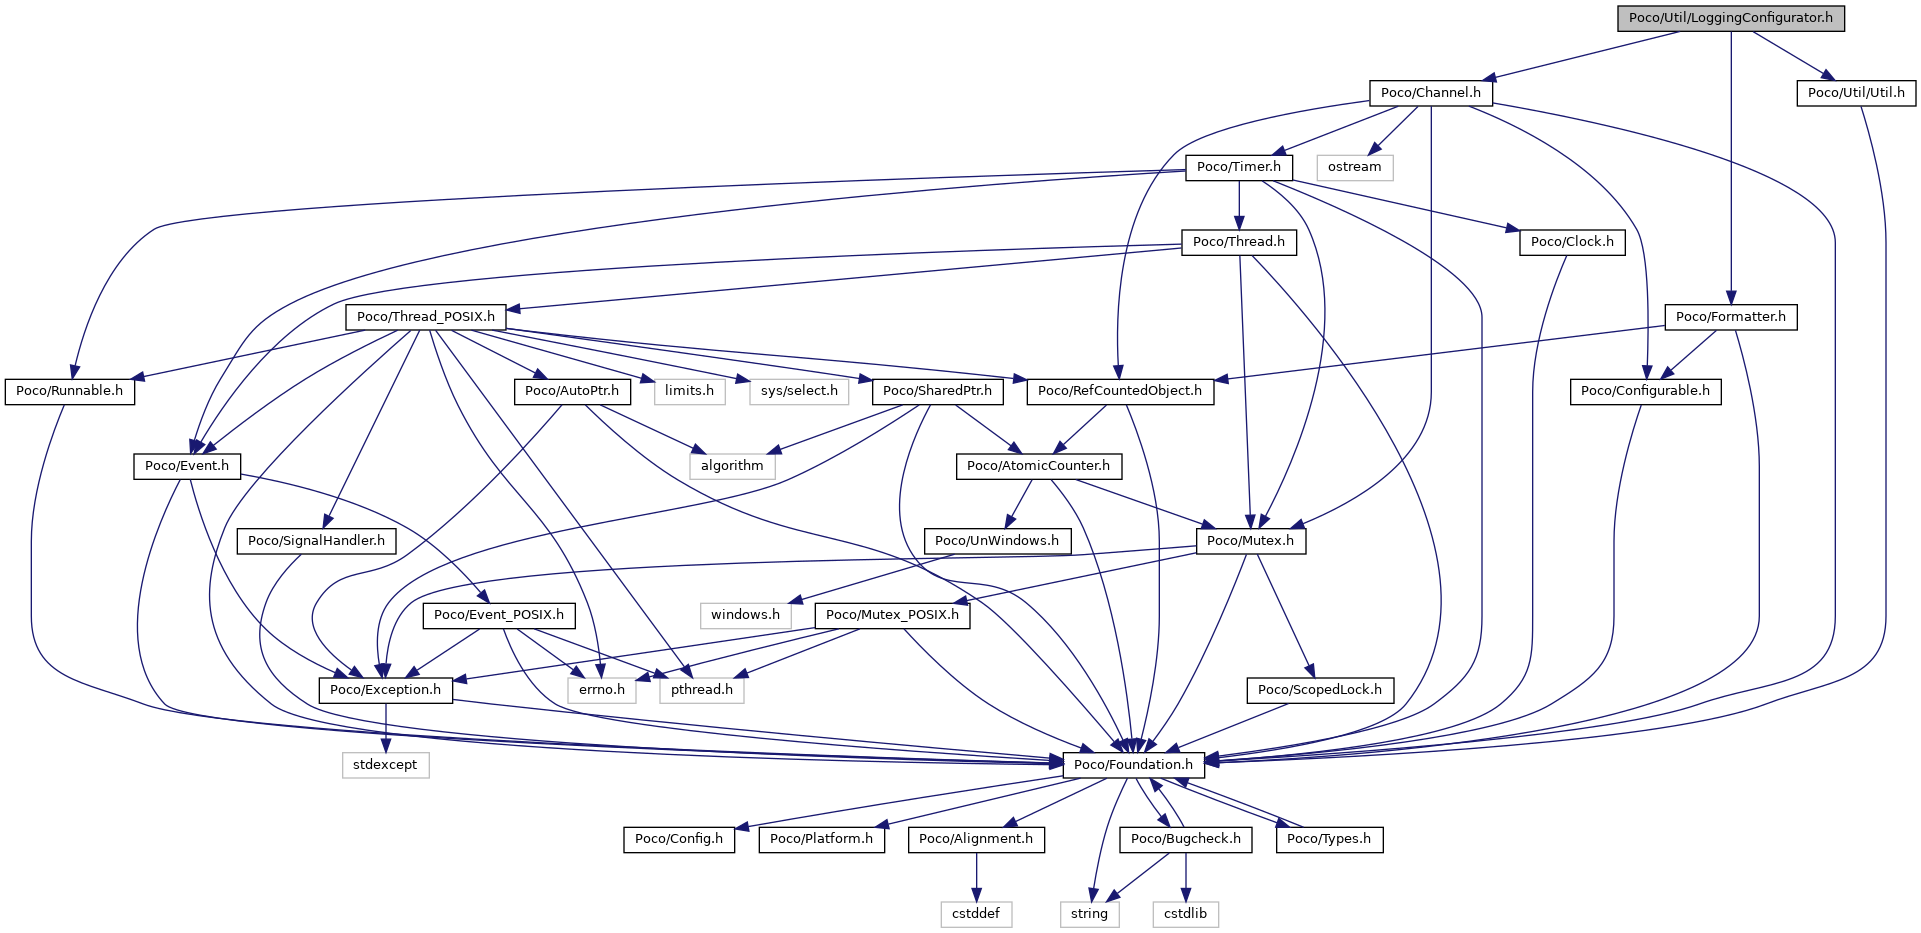 Poco/Util/LoggingConfigurator.h
Poco/Channel.h
Poco/Util/Util.h
Poco/Timer.h
ostream
Poco/Thread.h
Poco/Clock.h
Poco/Thread_POSIX.h
Poco/Formatter.h
Poco/Runnable.h
Poco/AutoPtr.h
limits.h
sys/select.h
Poco/SharedPtr.h
Poco/RefCountedObject.h
Poco/Configurable.h
Poco/Event.h
algorithm
Poco/AtomicCounter.h
Poco/SignalHandler.h
Poco/UnWindows.h
Poco/Mutex.h
Poco/Event_POSIX.h
windows.h
Poco/Mutex_POSIX.h
Poco/Exception.h
errno.h
pthread.h
Poco/ScopedLock.h
stdexcept
Poco/Foundation.h
Poco/Config.h
Poco/Platform.h
Poco/Alignment.h
Poco/Bugcheck.h
Poco/Types.h
cstddef
string
cstdlib